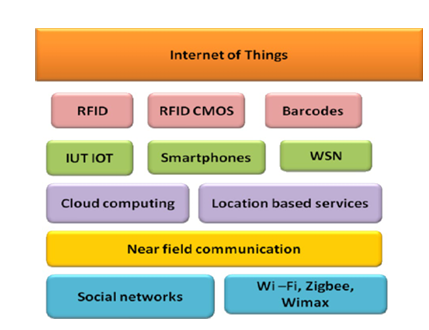 Internet of Things
RFID
RFID CMOS
Barcodes
IUT IOT
Smartphones
WSN
Cloud computing
Location based services
Near field communication
Social networks
Wi –Fi, Zigbee,
Wimax